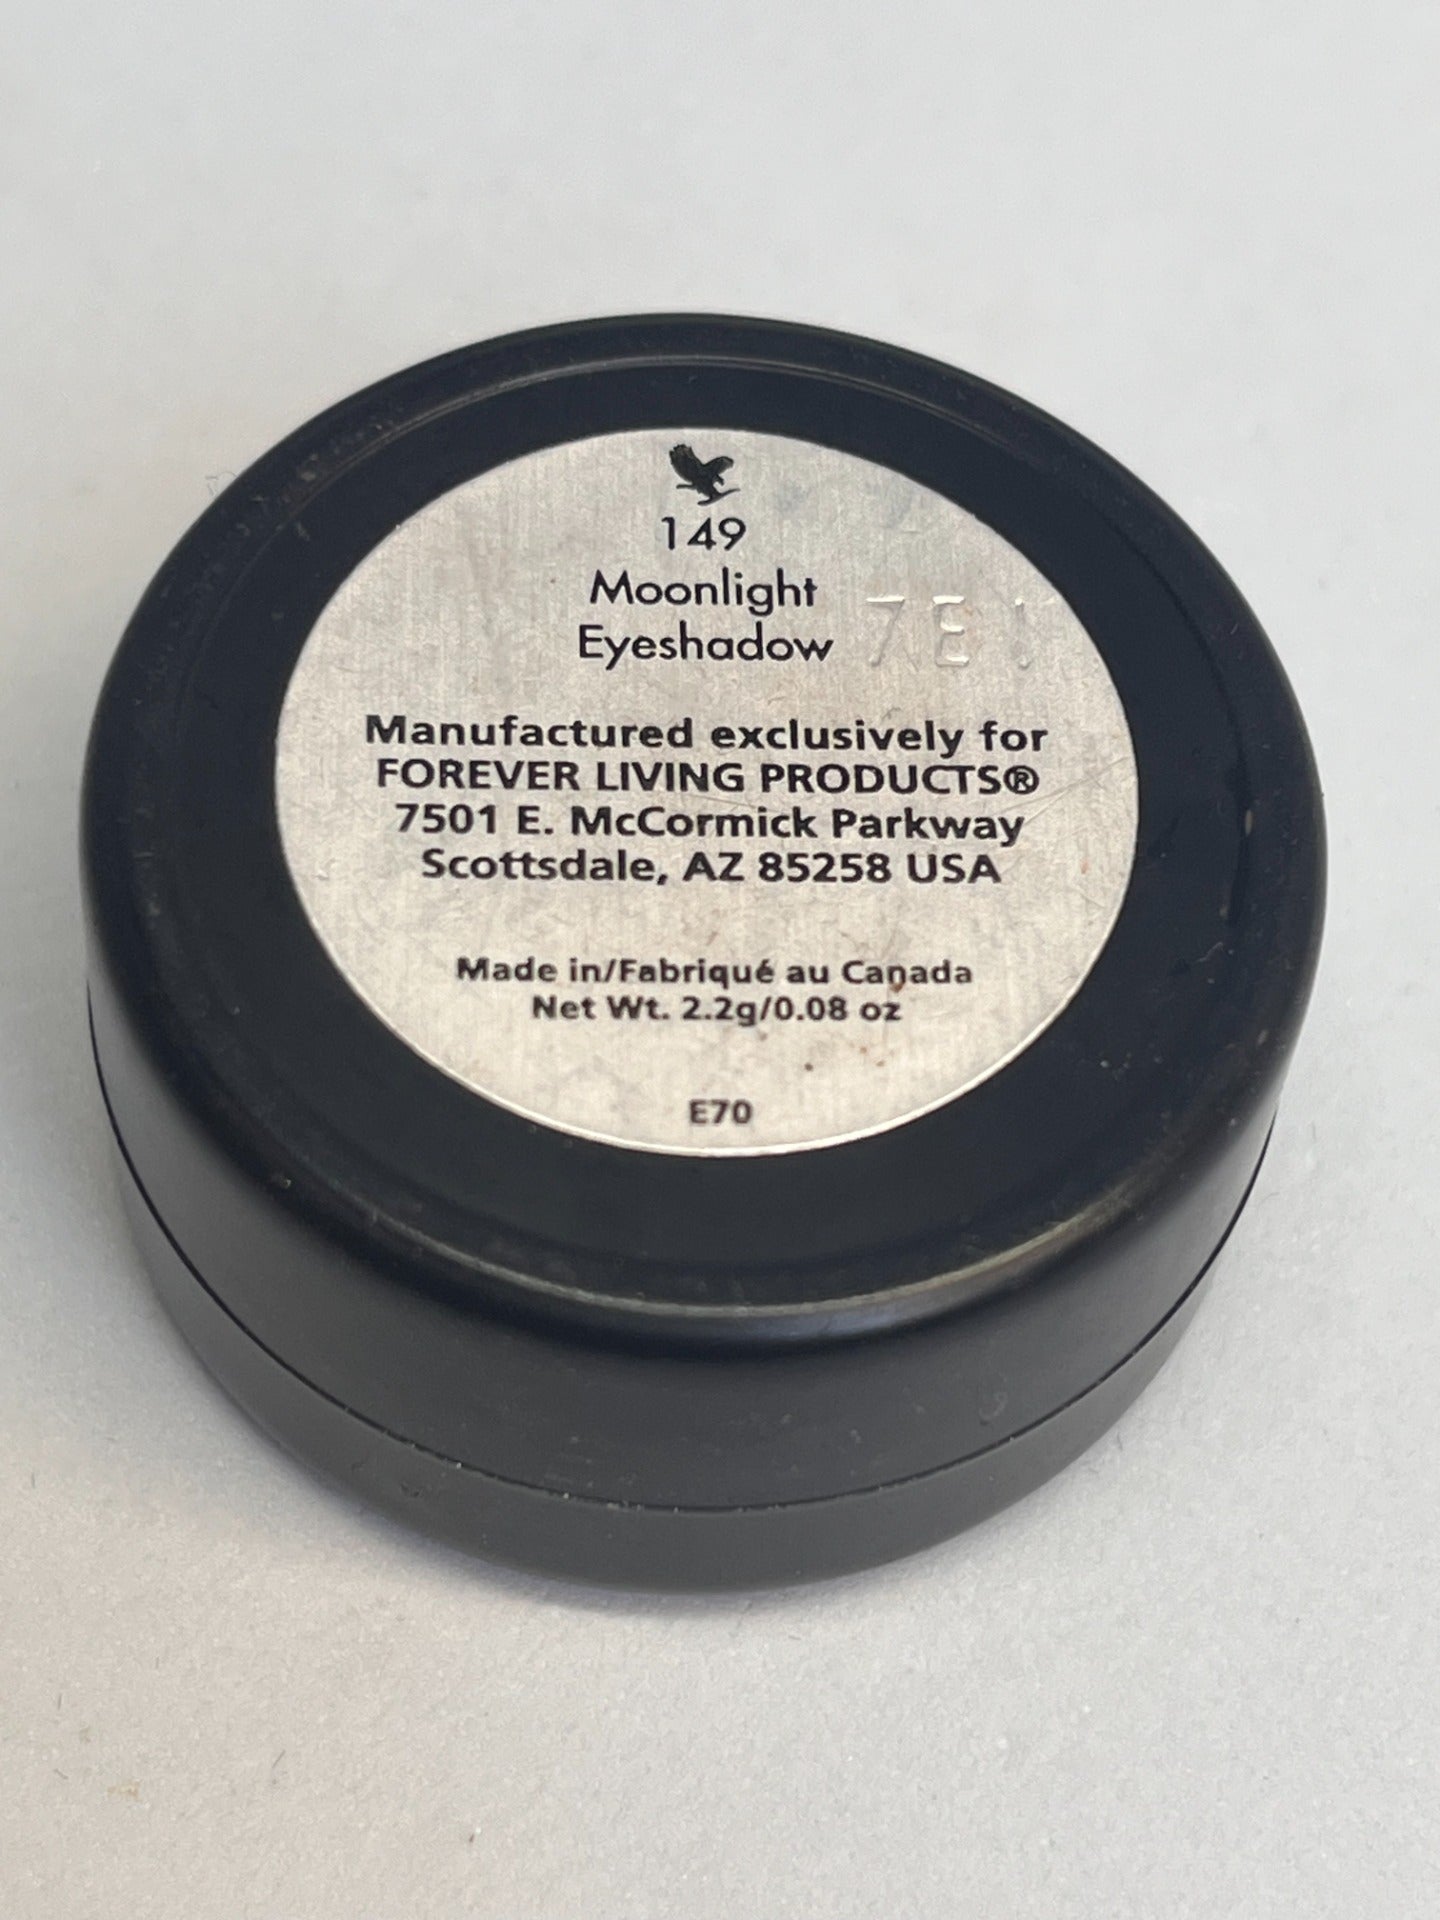 149
Moonlight
Eyeshadow
7E1
Manufactured exclusively for
FOREVER LIVING PRODUCTS®
7501 E. McCormick Parkway
Scottsdale, AZ 85258 USA
Made in/Fabriqué au Canada
Net Wt. 2.2g/0.08 oz
E70